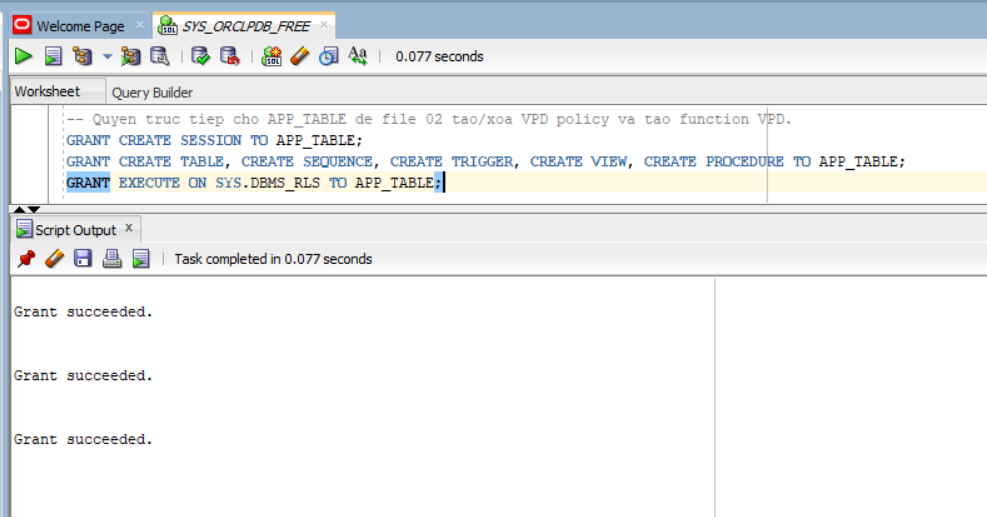 Welcome Page
SYS_ORCLPDB_FREE
0.077 seconds
Worksheet
Query Builder
-- Quyen truc tiep cho APP_TABLE de file 02 tao/xoa VPD policy va tao function VPD.
GRANT CREATE SESSION TO APP_TABLE;
GRANT CREATE TABLE, CREATE SEQUENCE, CREATE TRIGGER, CREATE VIEW, CREATE PROCEDURE TO APP_TABLE;
GRANT EXECUTE ON SYS.DBMS_RLS TO APP_TABLE;
Script Output
Task completed in 0.077 seconds
Grant succeeded.
Grant succeeded.
Grant succeeded.